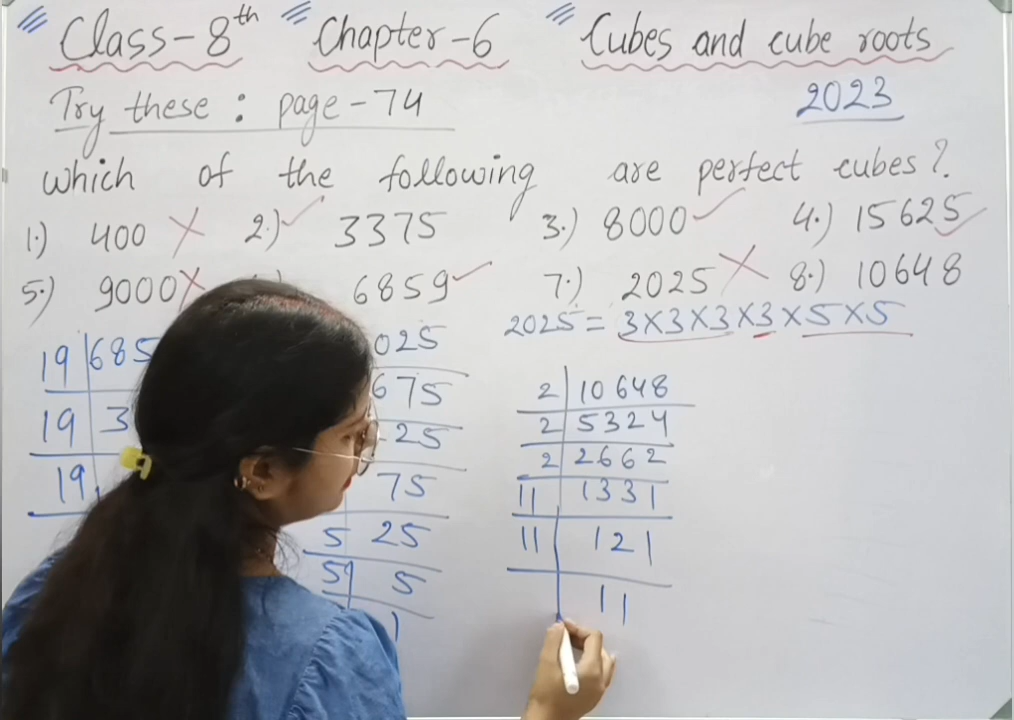 Class-8th Chapter-6 Cubes and cube roots
Try these : page-74 2023
which of the following are perfect cubes?
1.) 400 × 2.) ✓ 3375 3.) 8000 ✓ 4.) 15625 ✓
5.) 9000 × 6859 ✓ 7.) 2025 × 8.) 10648
2025 = 3×3×3×3×5×5
19 685
19 3
19
025
675
25
75
5 25
5 5
1
2 10648
2 5324
2 2662
11 1331
11 121
11